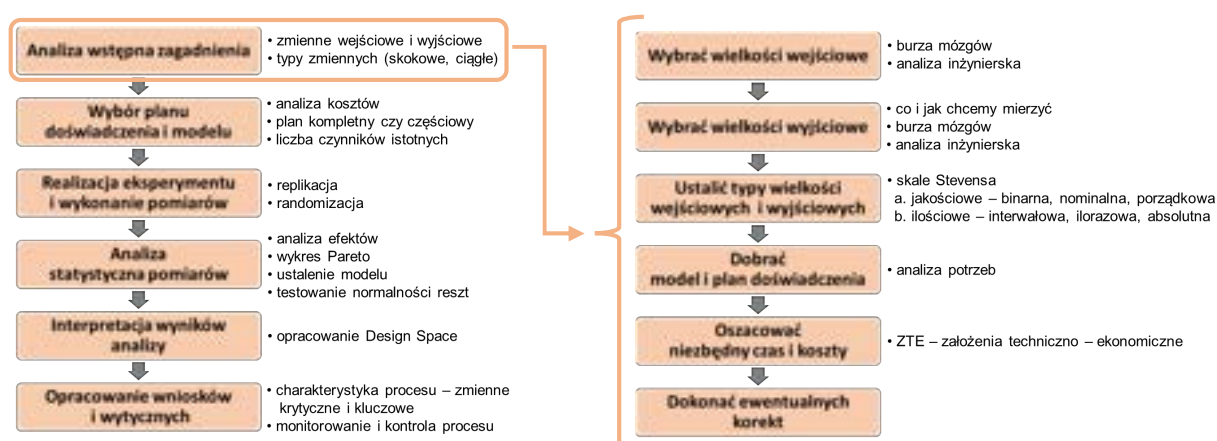 Analiza wstępna zagadnienia
• zmienne wejściowe i wyjściowe
• typy zmiennych (skokowe, ciągłe)
Wybór planu
doświadczenia i modelu
• analiza kosztów
• plan kompletny czy częściowy
• liczba czynników istotnych
Realizacja eksperymentu
i wykonanie pomiarów
• replikacja
• randomizacja
Analiza
statystyczna pomiarów
• analiza efektów
• wykres Pareto
• ustalenie modelu
• testowanie normalności reszt
Interpretacja wyników
analizy
• opracowanie Design Space
Opracowanie wniosków
i wytycznych
• charakterystyka procesu – zmienne
krytyczne i kluczowe
• monitorowanie i kontrola procesu
Wybrać wielkości wejściowe
• burza mózgów
• analiza inżynierska
Wybrać wielkości wyjściowe
• co i jak chcemy mierzyć
• burza mózgów
• analiza inżynierska
Ustalić typy wielkości
wejściowych i wyjściowych
• skale Stevensa
a. jakościowe – binarna, nominalna, porządkowa
b. ilościowe – interwałowa, ilorazowa, absolutna
Dobrać
model i plan doświadczenia
• analiza potrzeb
Oszacować
niezbędny czas i koszty
• ZTE – założenia techniczno – ekonomiczne
Dokonać ewentualnych
korekt